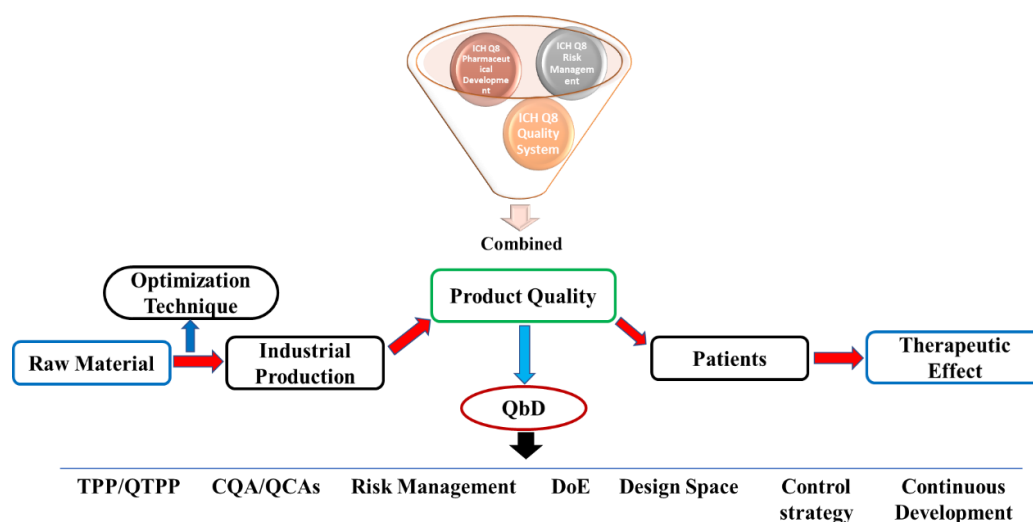 ICH Q8
Pharmaceut
ical
Developme
nt
ICH Q8
Risk
Managem
ent
ICH Q8
Quality
System
Combined
Optimization
Technique
Product Quality
Raw Material
Industrial
Production
Patients
Therapeutic
Effect
QbD
TPP/QTPP
CQA/QCAs
Risk Management
DoE
Design Space
Control
strategy
Continuous
Development